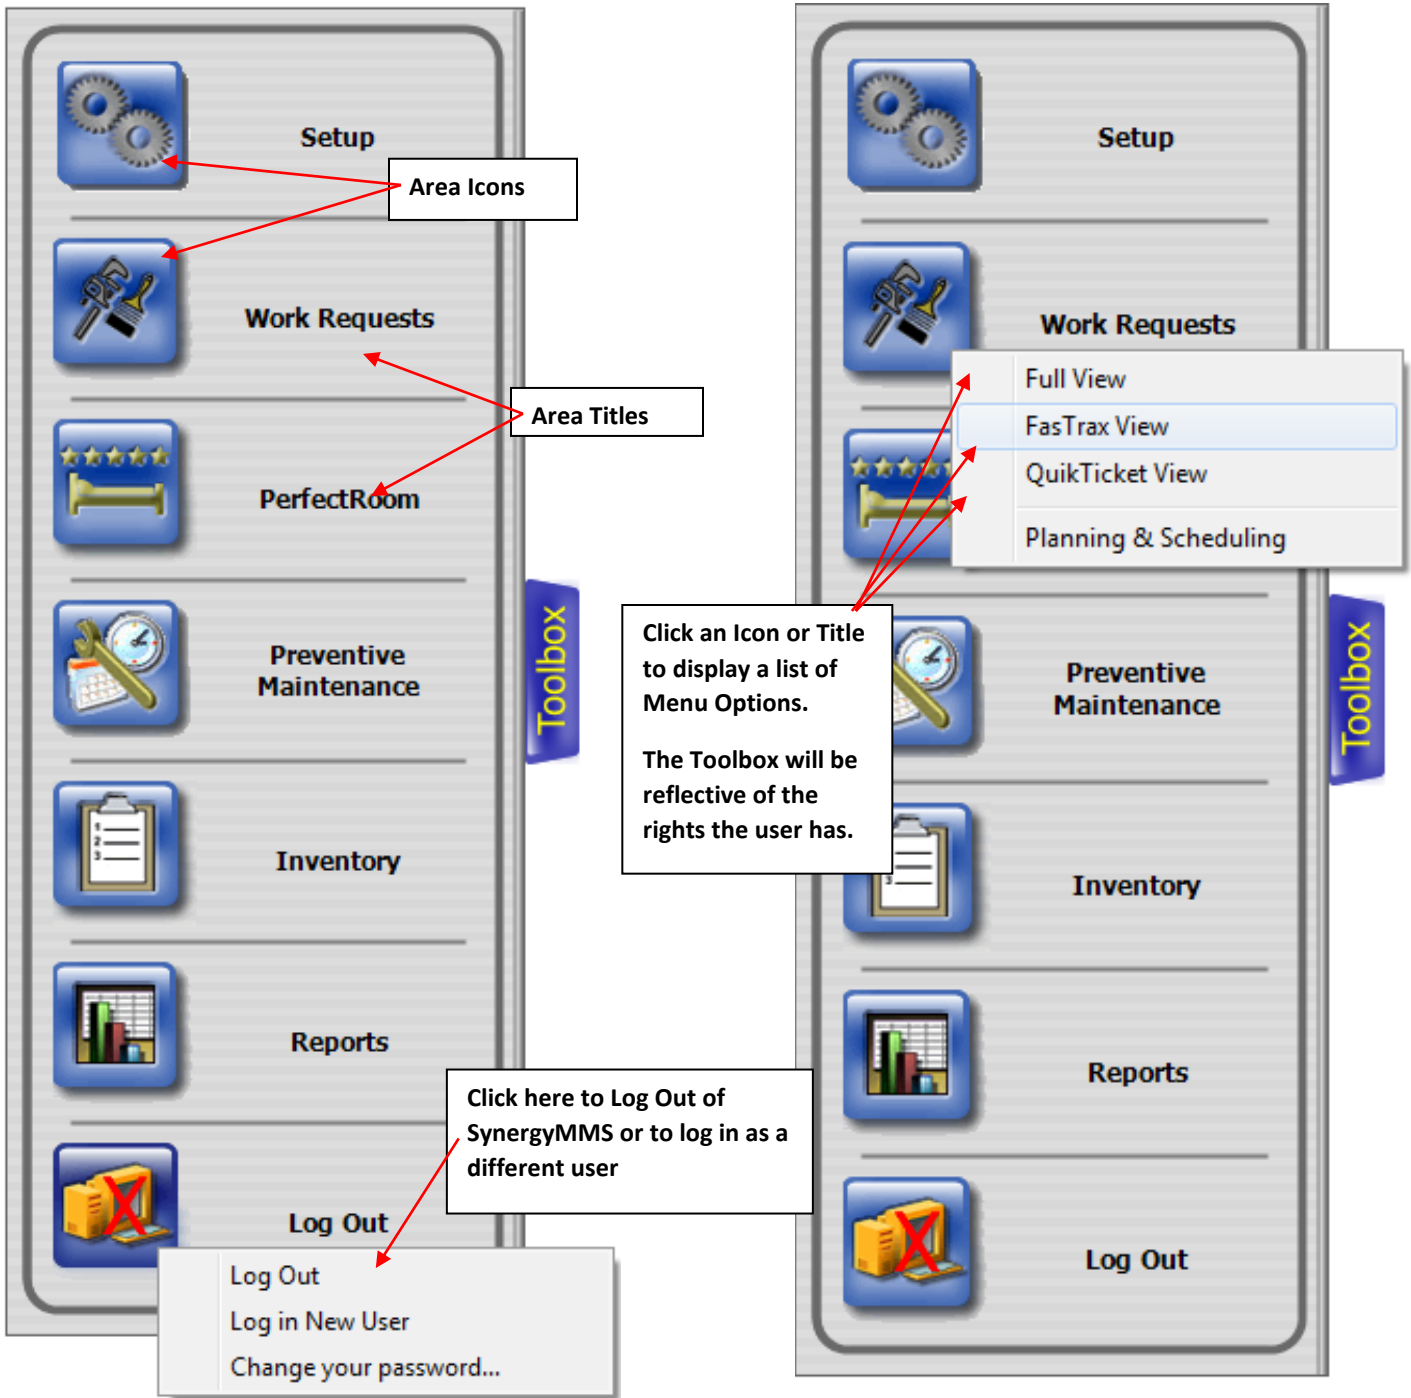 Setup
Area Icons
Work Requests
Area Titles
PerfectRoom
Preventive
Maintenance
Toolbox
Inventory
1
2
3
Reports
Click here to Log Out of
SynergyMMS or to log in as a
different user
Log Out
X
Log Out
Log in New User
Change your password...
Setup
Work Requests
Full View
FasTrax View
QuikTicket View
Planning & Scheduling
Click an Icon or Title
to display a list of
Menu Options.
The Toolbox will be
reflective of the
rights the user has.
Preventive
Maintenance
Toolbox
Inventory
3
Reports
Log Out
X